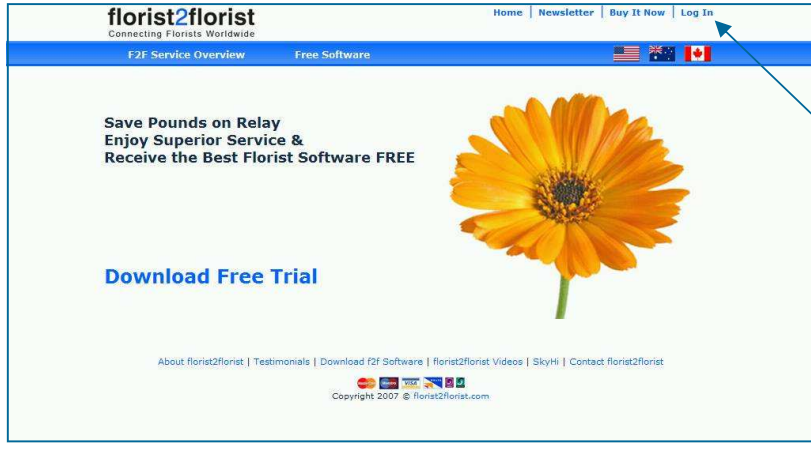 florist2florist
Connecting Florists Worldwide
Home | Newsletter | Buy It Now | Log In
F2F Service Overview Free Software
Save Pounds on Relay
Enjoy Superior Service &
Receive the Best Florist Software FREE
Download Free Trial
About florist2florist | Testimonials | Download f2f Software | florist2florist Videos | SkyHi | Contact florist2florist
VISA
Copyright 2007 © florist2florist.com